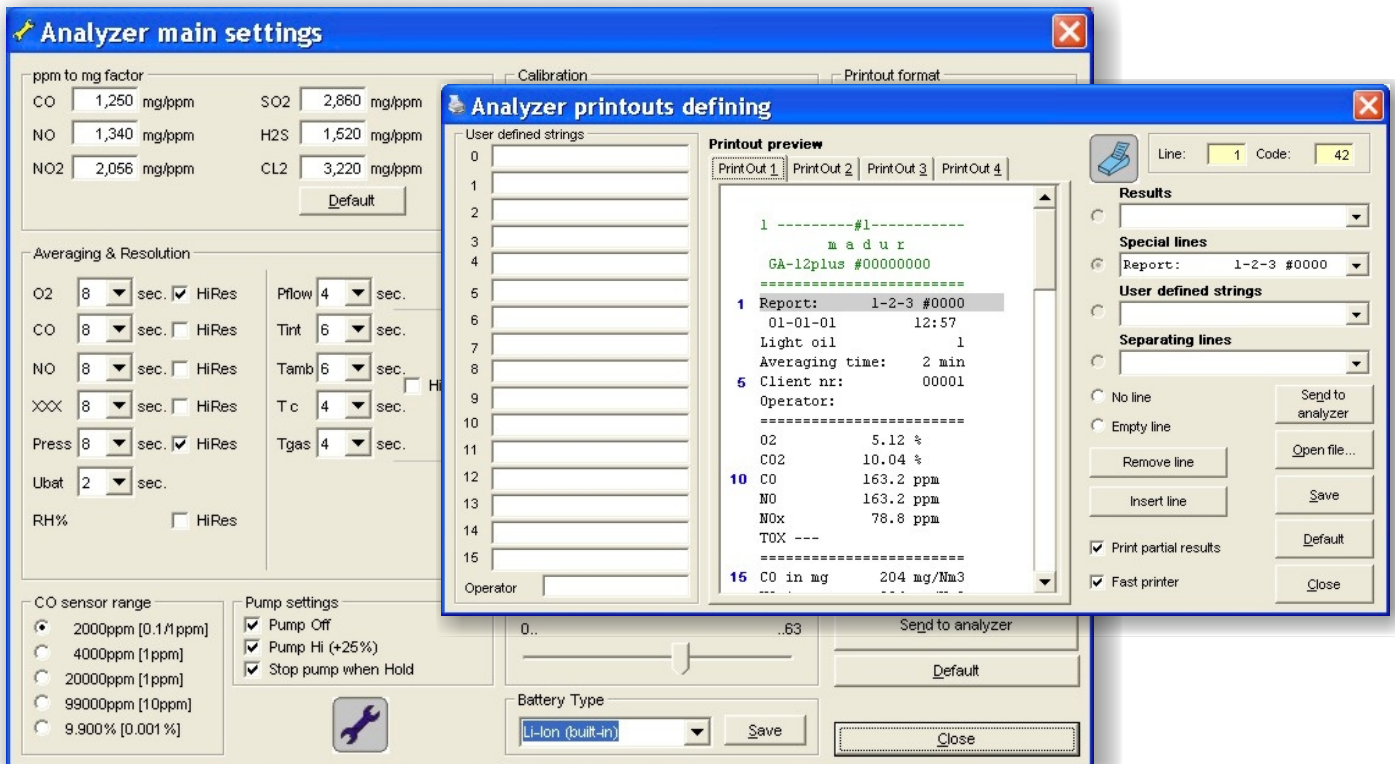 Analyzer main settings
ppm to mg factor
CO 1,250 mg/ppm SO2 2,860 mg/ppm
NO 1,340 mg/ppm H2S 1,520 mg/ppm
NO2 2,056 mg/ppm CL2 3,220 mg/ppm
Default
Calibration
Printout format
Averaging & Resolution
O2 8 sec. HiRes Pflow 4 sec.
CO 8 sec. HiRes Tint 6 sec.
NO 8 sec. HiRes Tamb 6 sec.
Hi
XXX 8 sec. HiRes Tc 4 sec.
Press 8 sec. HiRes Tgas 4 sec.
Ubat 2 sec.
RH% HiRes
CO sensor range
2000ppm [0.1/1ppm]
4000ppm [1ppm]
20000ppm [1ppm]
99000ppm [10ppm]
9.900% [0.001%]
Pump settings
Pump Off
Pump Hi (+25%)
Stop pump when Hold
0.. ..63
Battery Type
Li-Ion (built-in) Save
Send to analyzer
Default
Close
Analyzer printouts defining
User defined strings
0
1
2
3
4
5
6
7
8
9
10
11
12
13
14
15
Operator
Printout preview
PrintOut 1 PrintOut 2 PrintOut 3 PrintOut 4
1 ---------#1-----------
m a d u r
GA-12plus #00000000
========================
1 Report: 1-2-3 #0000
01-01-01 12:57
Light oil 1
Averaging time: 2 min
5 Client nr: 00001
Operator:
========================
O2 5.12 %
CO2 10.04 %
10 CO 163.2 ppm
NO 163.2 ppm
NOx 78.8 ppm
TOX ---
========================
15 CO in mg 204 mg/Nm3
Line: 1 Code: 42
Results
Special lines
Report: 1-2-3 #0000
User defined strings
Separating lines
No line
Empty line
Remove line
Insert line
Print partial results
Fast printer
Send to
analyzer
Open file...
Save
Default
Close